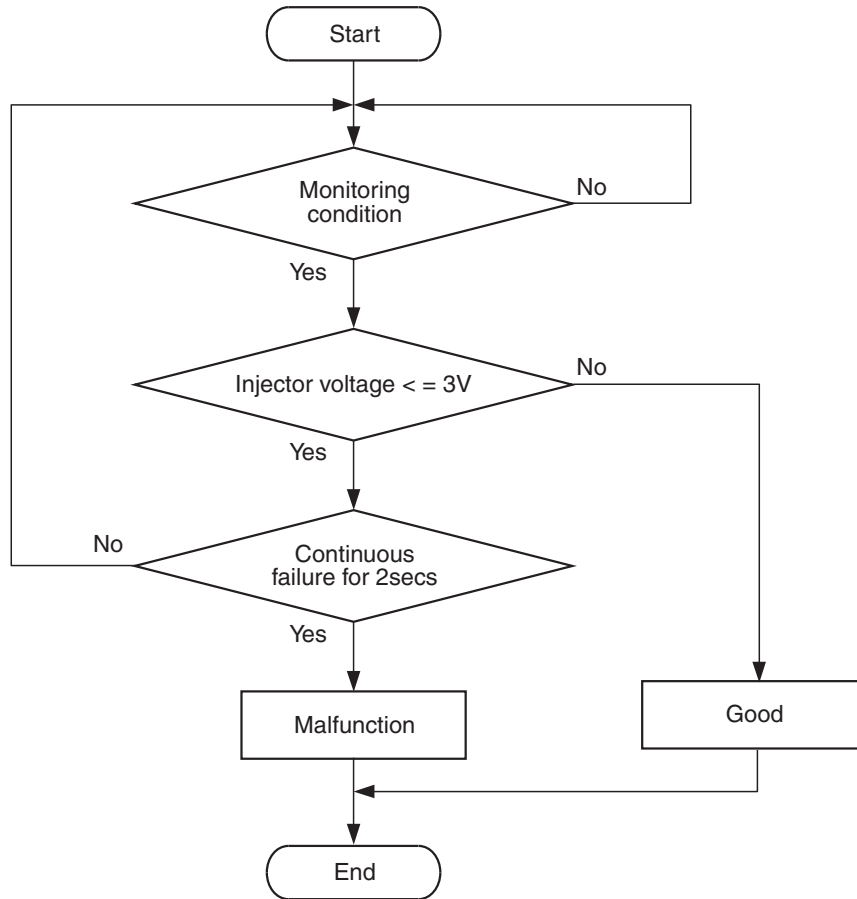 Start
Monitoring
condition
No
Yes
Injector voltage < = 3V
No
Yes
Continuous
failure for 2secs
No
Yes
Malfunction
Good
End